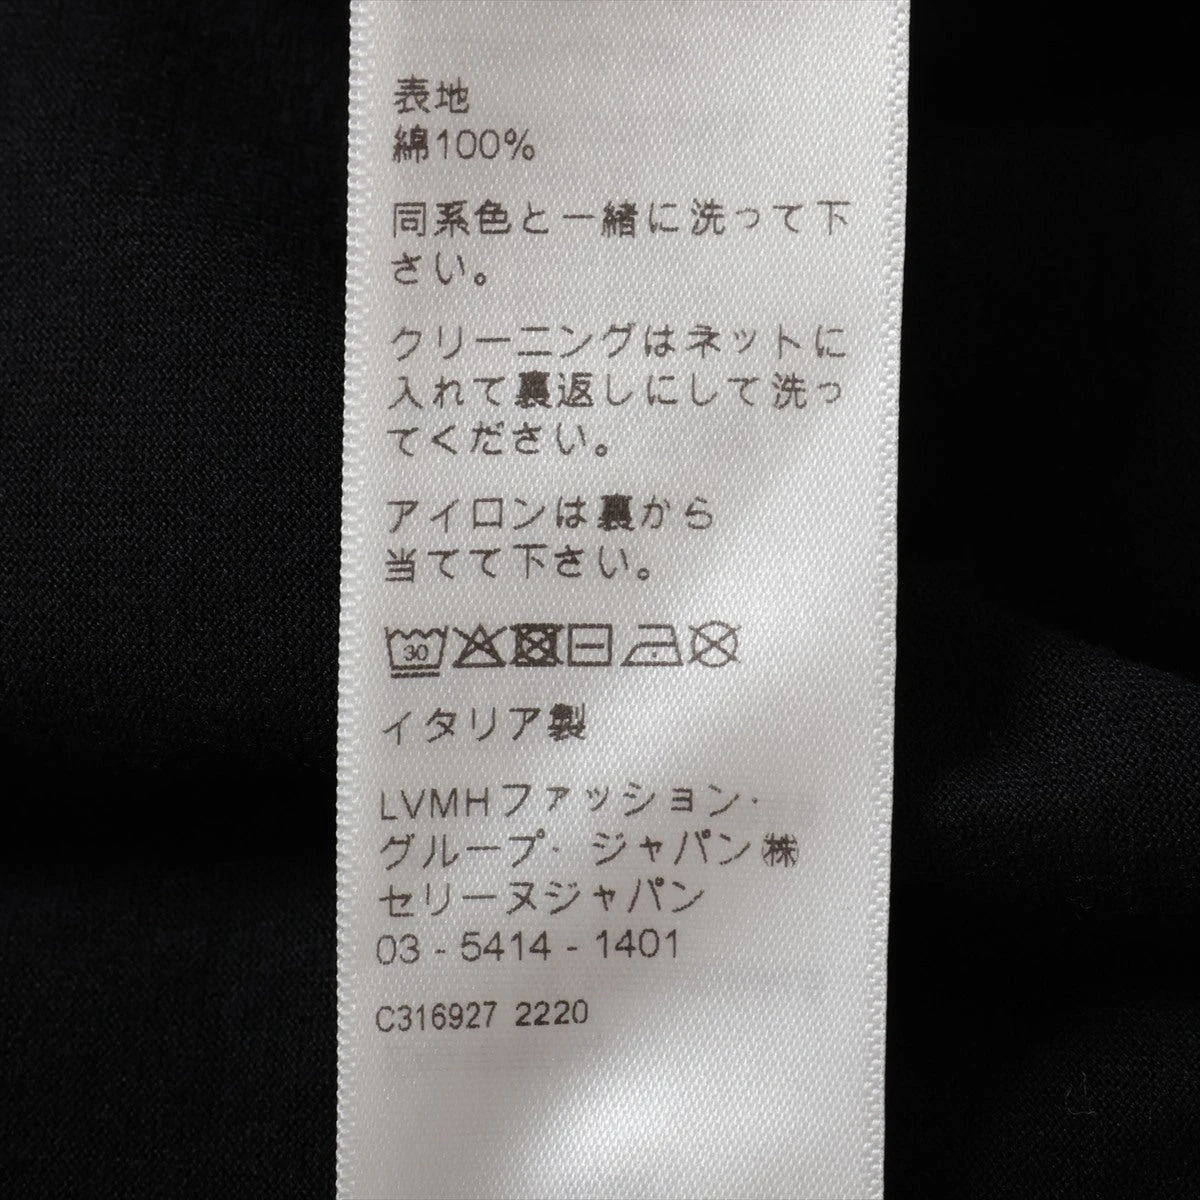 表地
綿100%
同系色と一緒に洗って下
さい。
クリーニングはネットに
入れて裏返しにして洗っ
てください。
アイロンは裏から
当てて下さい。
30
イタリア製
LVMHファッション·
グループ· ジャパン㈱
セリーヌジャパン
03 - 5414 - 1401
C316927 2220